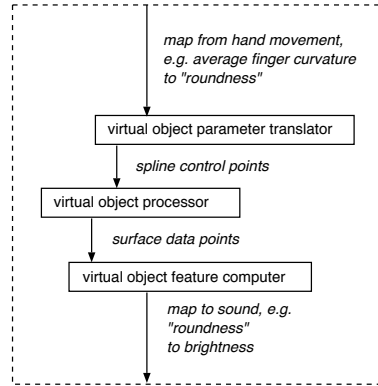 map from hand movement,
e.g. average finger curvature
to "roundness"
virtual object parameter translator
spline control points
virtual object processor
surface data points
virtual object feature computer
map to sound, e.g.
"roundness"
to brightness